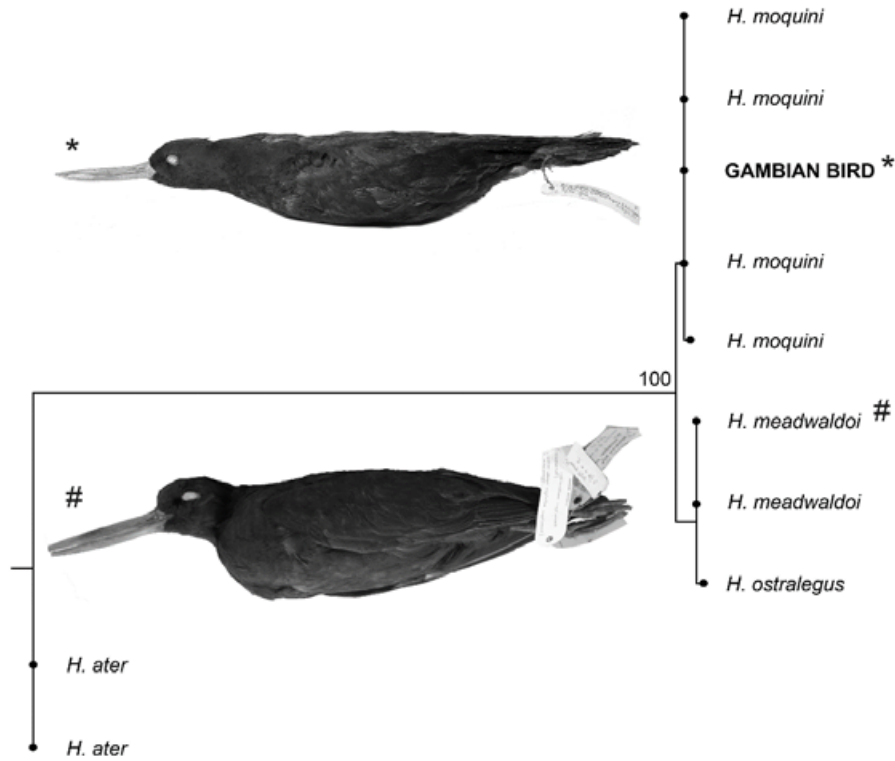 H. moquini
H. moquini
*
GAMBIAN BIRD *
H. moquini
H. moquini
100
H. meadwaldoi #
#
H. meadwaldoi
H. ostralegus
H. ater
H. ater